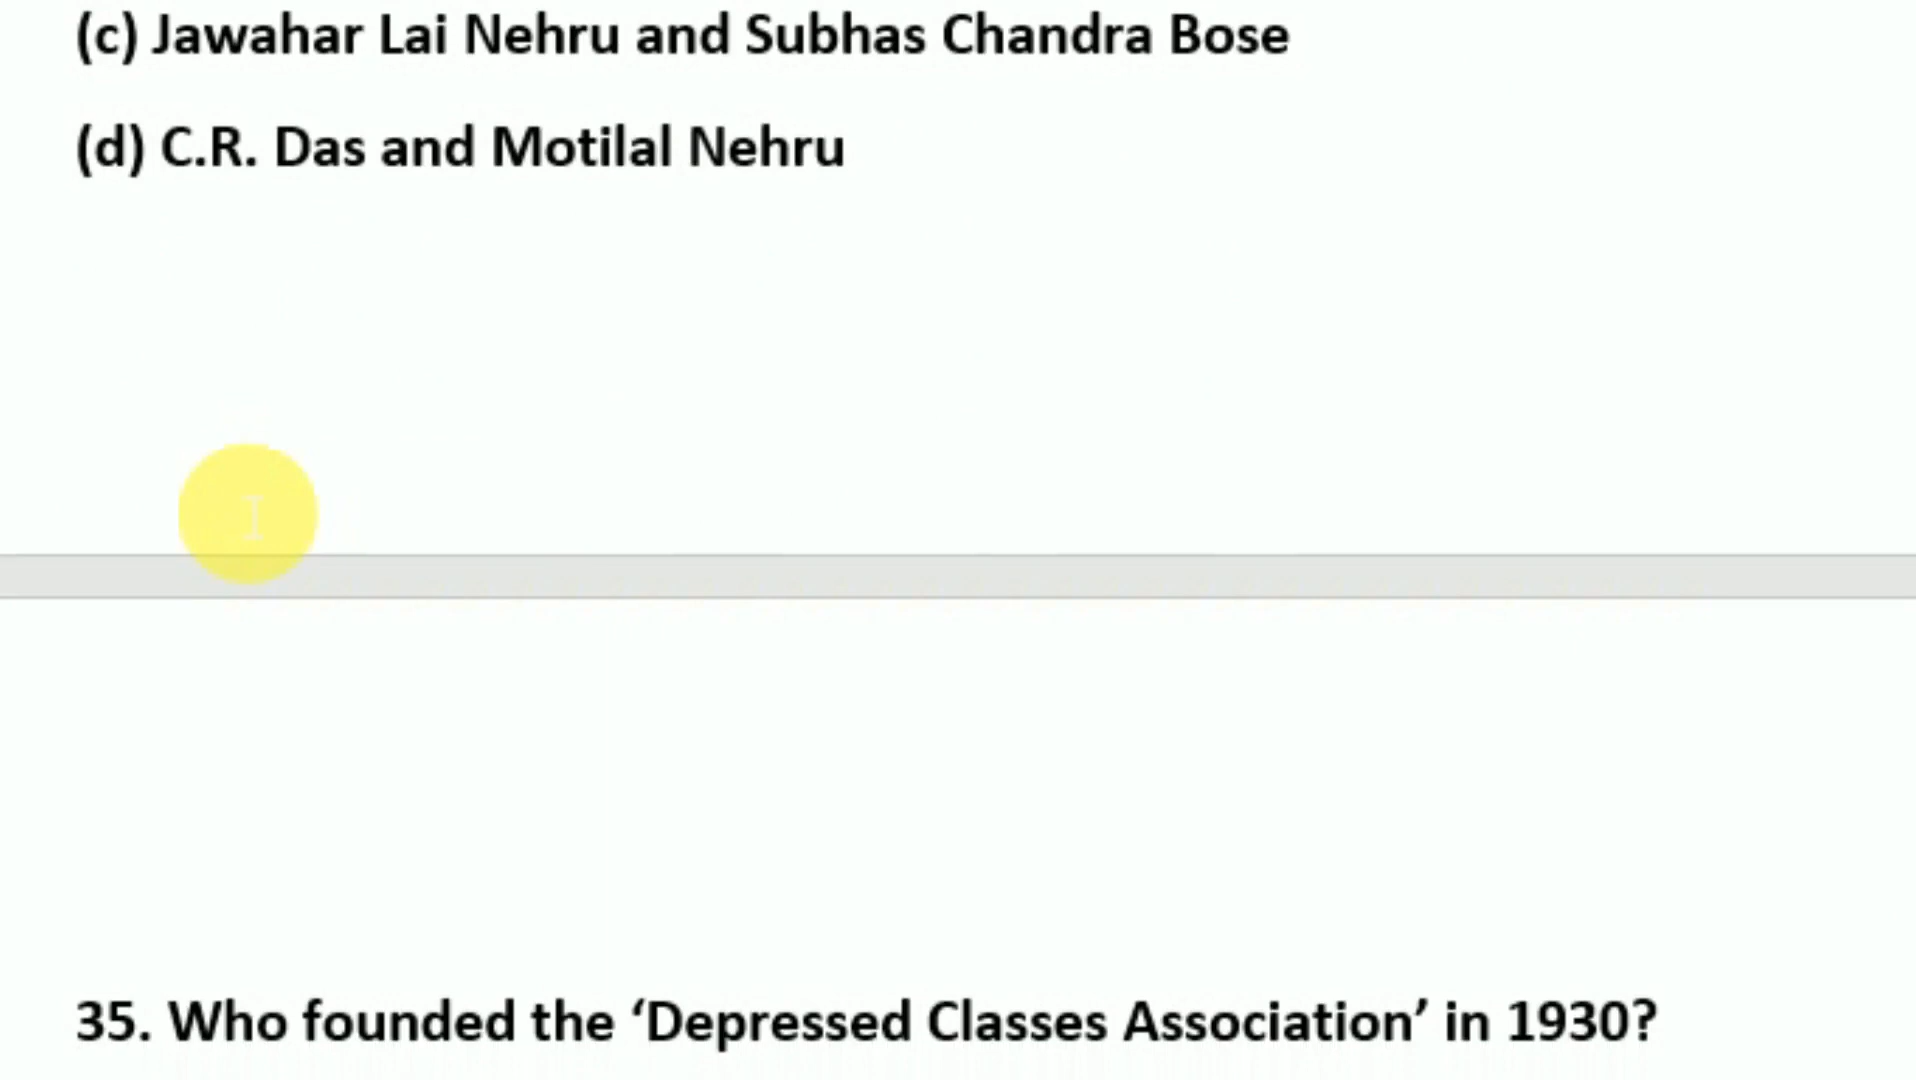 (c) Jawahar Lai Nehru and Subhas Chandra Bose
(d) C.R. Das and Motilal Nehru
35. Who founded the ‘Depressed Classes Association’ in 1930?